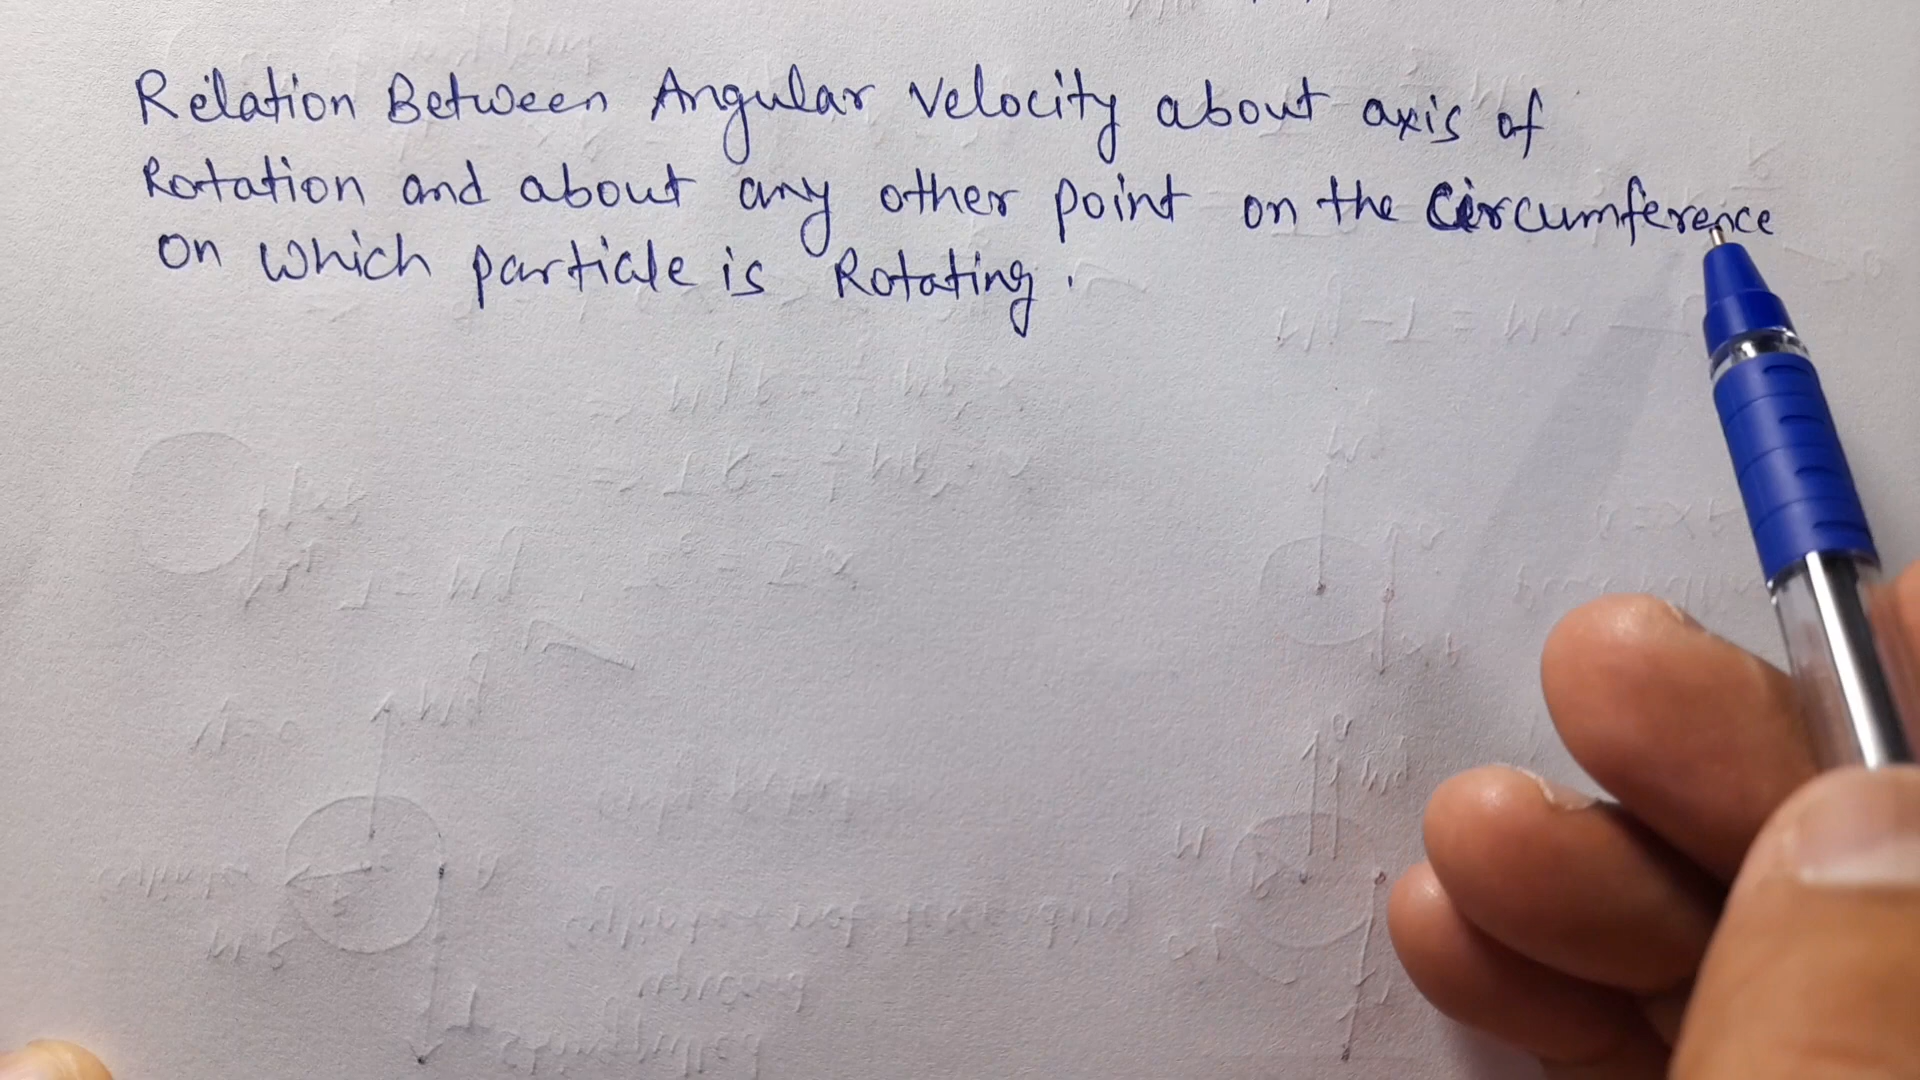 Relation Between Angular Velocity about axis of
Rotation and about any other point on the Circumference
on which particle is Rotating.